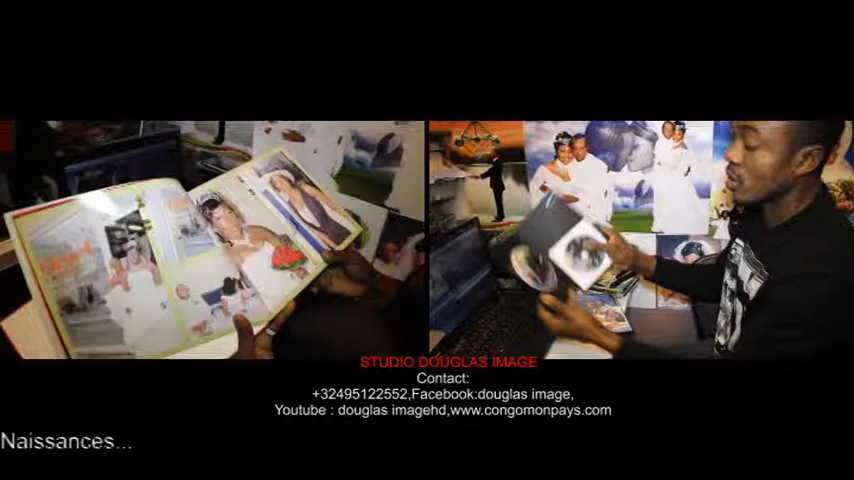 STUDIO DOUGLAS IMAGE
Contact:
+32495122552,Facebook:douglas image,
Youtube : douglas imagehd,www.congomonpays.com
Naissances...